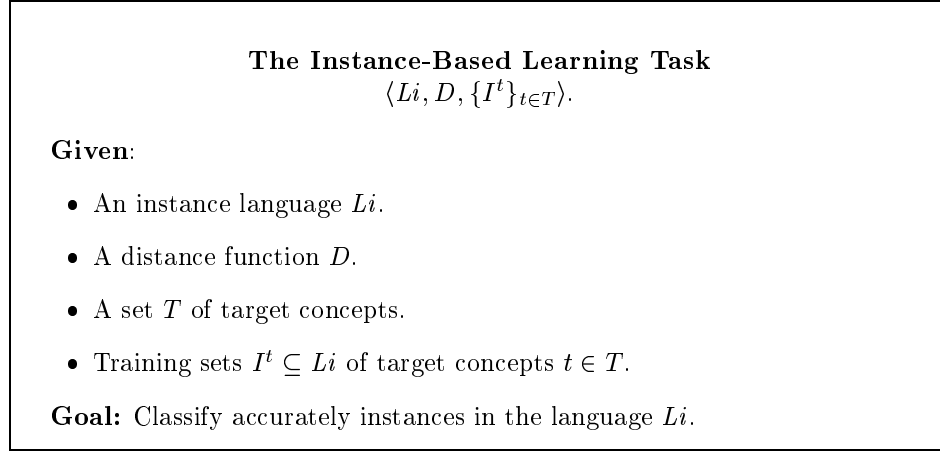 The Instance-Based Learning Task
⟨Li, D, {I^t}_{t∈T}⟩.
Given:
• An instance language Li.
• A distance function D.
• A set T of target concepts.
• Training sets I^t ⊆ Li of target concepts t ∈ T.
Goal: Classify accurately instances in the language Li.